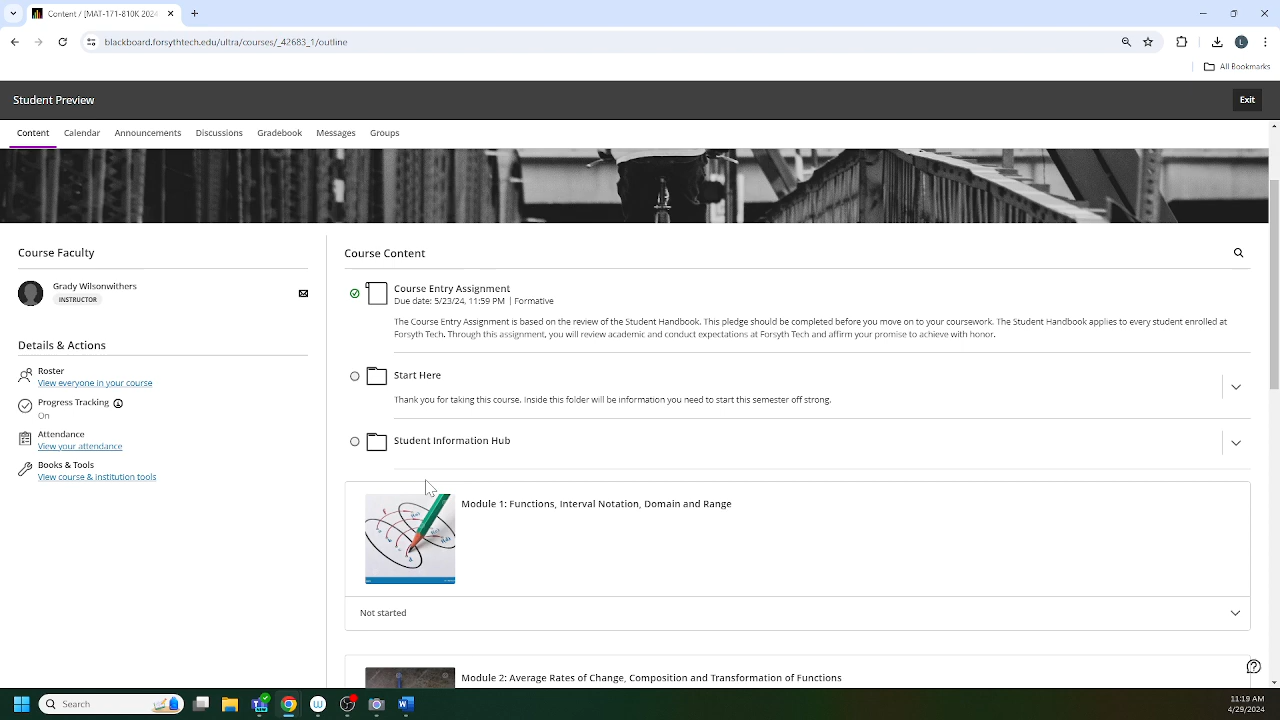 Content / [MAT-171-810K 2024
blackboard.forsythtech.edu/ultra/courses/_42683_1/outline
L
All Bookmarks
Student Preview
Exit
Content
Calendar
Announcements
Discussions
Gradebook
Messages
Groups
Course Faculty
Grady Wilsonwithers
INSTRUCTOR
Details & Actions
Roster
View everyone in your course
Progress Tracking
On
Attendance
View your attendance
Books & Tools
View course & institution tools
Course Content
Course Entry Assignment
Due date: 5/23/24, 11:59 PM | Formative
The Course Entry Assignment is based on the review of the Student Handbook. This pledge should be completed before you move on to your coursework. The Student Handbook applies to every student enrolled at
Forsyth Tech. Through this assignment, you will review academic and conduct expectations at Forsyth Tech and affirm your promise to achieve with honor.
Start Here
Thank you for taking this course. Inside this folder will be information you need to start this semester off strong.
Student Information Hub
Module 1: Functions, Interval Notation, Domain and Range
Not started
Module 2: Average Rates of Change, Composition and Transformation of Functions
Search
11:19 AM
4/29/2024